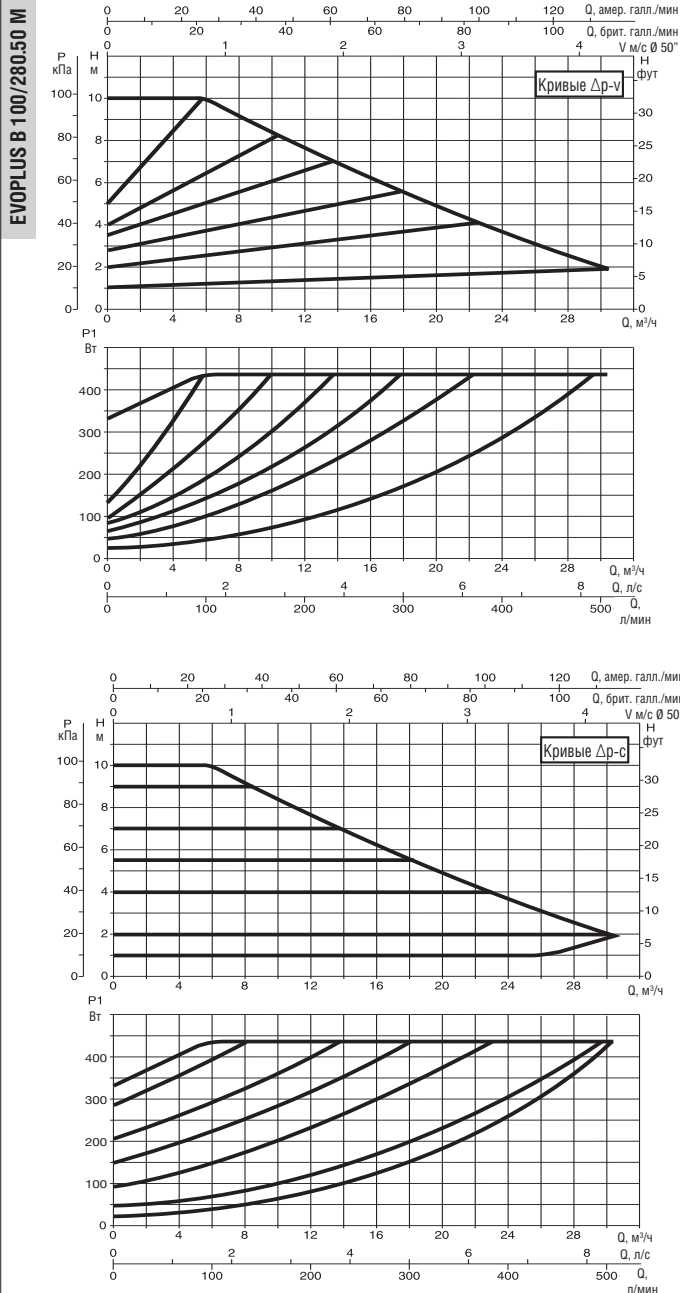 EVOPLUS B 100/280.50 M
0 20 40 60 80 100 120 Q, амер. галл./мин
0 20 40 60 80 100 Q, брит. галл./мин
0 1 2 3 4 V м/с Ø 50"
P
кПа
H
м
H
фут
Кривые Δp-v
100
80
60
40
20
0
10
8
6
4
2
0
30
25
20
15
10
5
0
0 4 8 12 16 20 24 28 Q, м³/ч
P1
Вт
400
300
200
100
0
0 4 8 12 16 20 24 28 Q, м³/ч
0 2 4 6 8 Q, л/с
0 100 200 300 400 500 Q,
л/мин
0 20 40 60 80 100 120 Q, амер. галл./мин
0 20 40 60 80 100 Q, брит. галл./мин
0 1 2 3 4 V м/с Ø 50
P
кПа
H
м
H
фут
Кривые Δp-c
100
80
60
40
20
0
10
8
6
4
2
0
30
25
20
15
10
5
0
0 4 8 12 16 20 24 28 Q, м³/ч
P1
Вт
400
300
200
100
0
0 4 8 12 16 20 24 28 Q, м³/ч
0 2 4 6 8 Q, л/с
0 100 200 300 400 500 Q,
л/мин